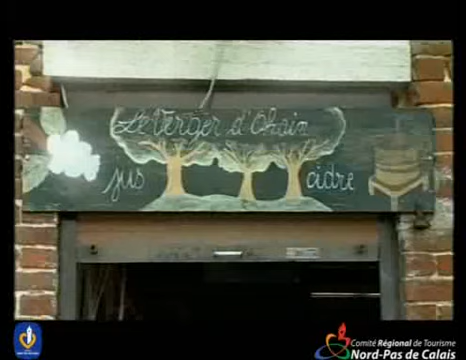 Le Verger d'Ohain
jus
cidre
Comité Régional de Tourisme
Nord-Pas de Calais